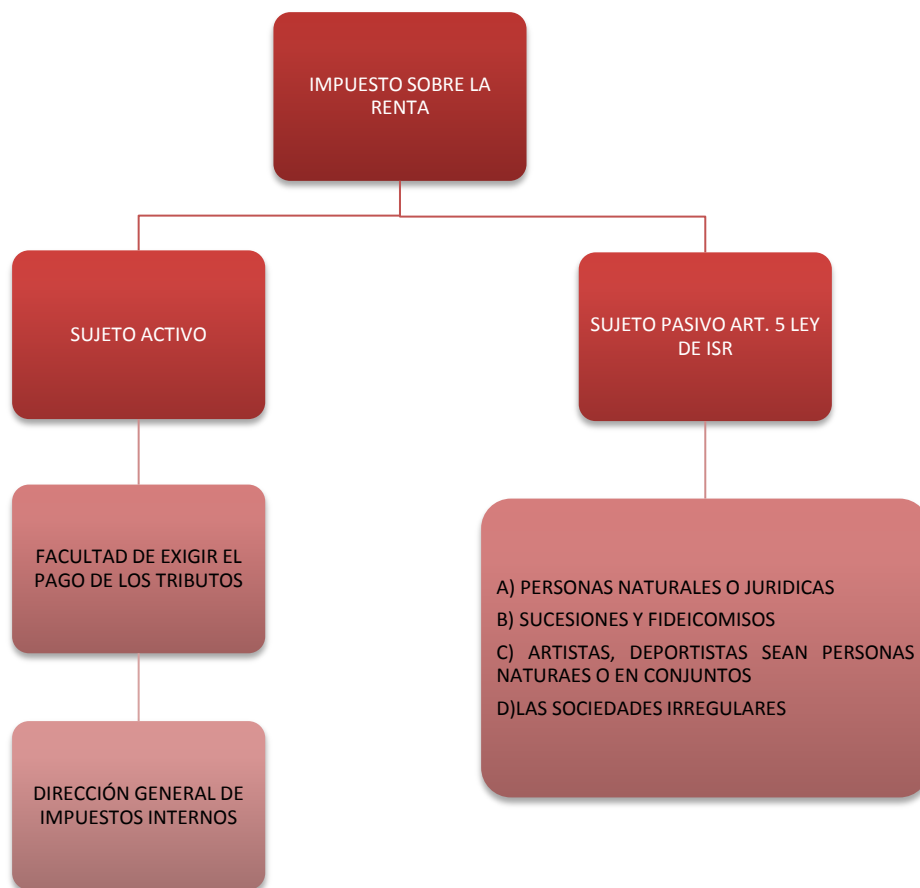 IMPUESTO SOBRE LA
RENTA
SUJETO ACTIVO
SUJETO PASIVO ART. 5 LEY
DE ISR
FACULTAD DE EXIGIR EL
PAGO DE LOS TRIBUTOS
A) PERSONAS NATURALES O JURIDICAS
B) SUCESIONES Y FIDEICOMISOS
C) ARTISTAS, DEPORTISTAS SEAN PERSONAS
NATURAES O EN CONJUNTOS
D)LAS SOCIEDADES IRREGULARES
DIRECCIÓN GENERAL DE
IMPUESTOS INTERNOS